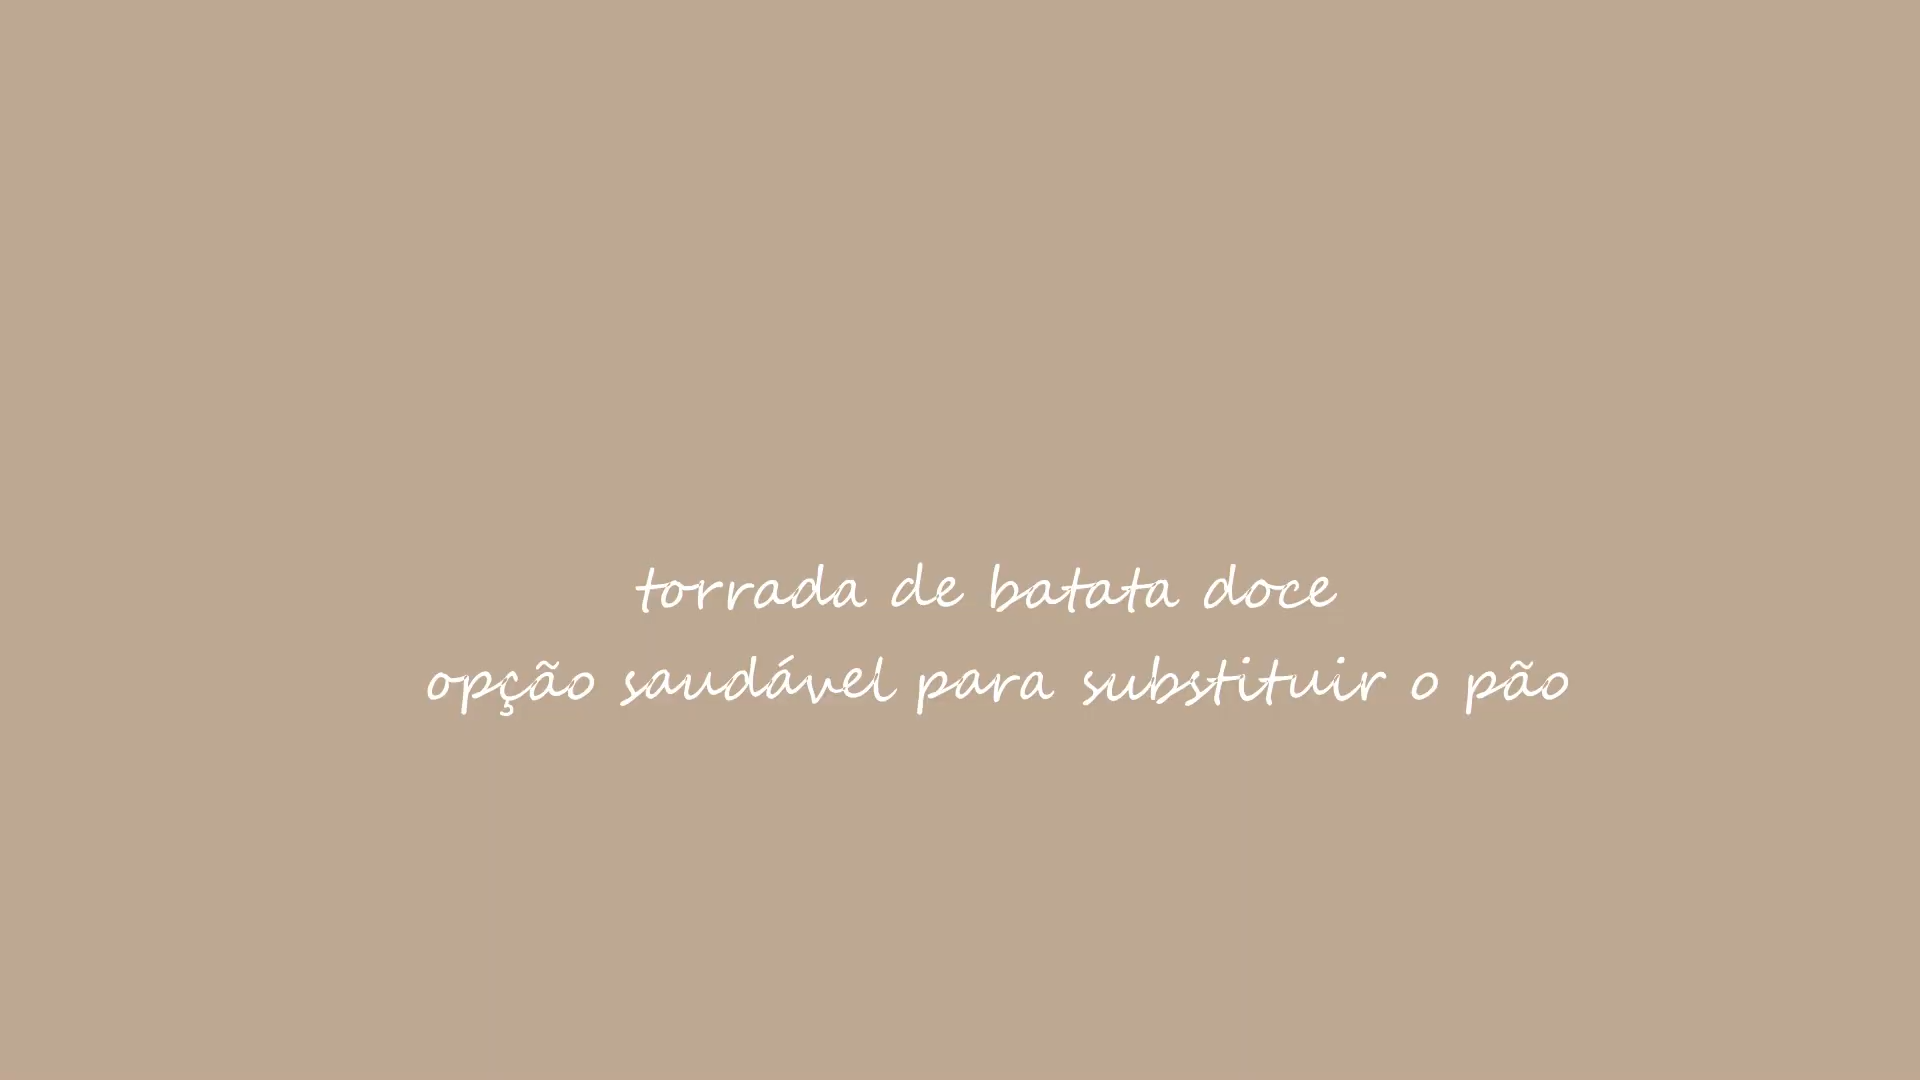 torrada de batata doce
opção saudável para substituir o pão